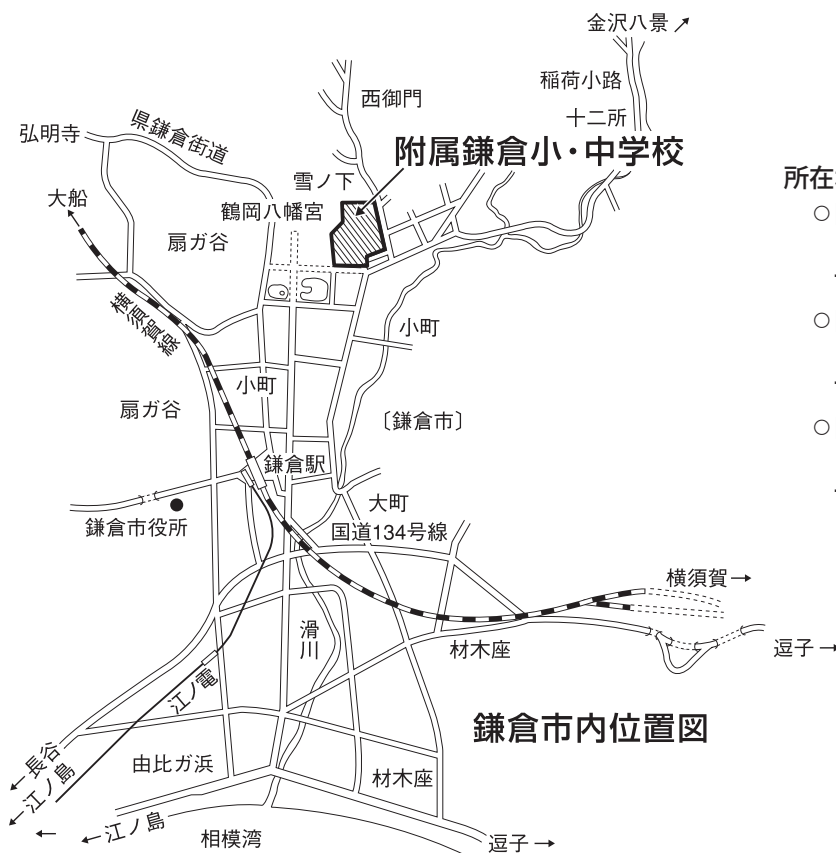 金沢八景
稲荷小路
西御門
十二所
県鎌倉街道
弘明寺
附属鎌倉小・中学校
所在
雪ノ下
大船
鶴岡八幡宮
扇ガ谷
○
横須賀線
小町
○
小町
扇ガ谷
〔鎌倉市〕
○
鎌倉駅
大町
鎌倉市役所
国道134号線
横須賀
滑川
材木座
逗子
江ノ電
鎌倉市内位置図
長谷
由比ガ浜
材木座
江ノ島
江ノ島
相模湾
逗子